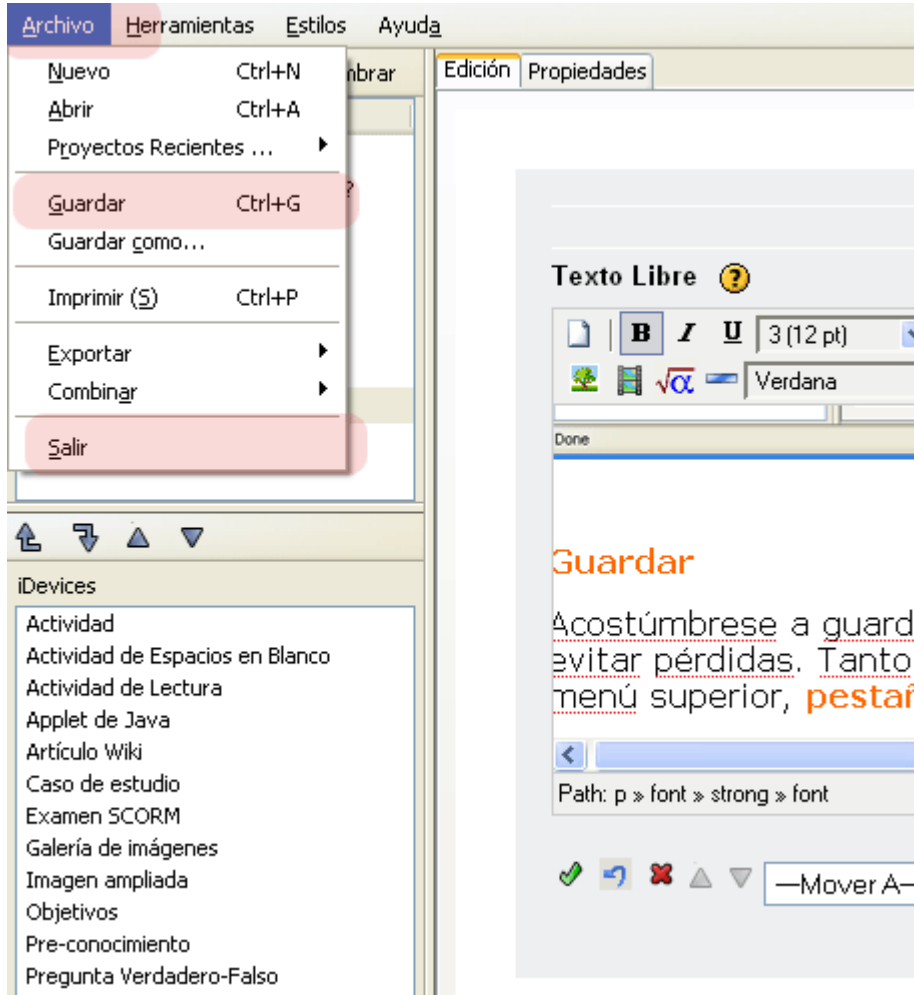 Archivo Herramientas Estilos Ayuda
Nuevo Ctrl+N
Abrir Ctrl+A
Proyectos Recientes ...
Guardar Ctrl+G
Guardar como...
Imprimir (S) Ctrl+P
Exportar
Combinar
Salir
?
iDevices
Actividad
Actividad de Espacios en Blanco
Actividad de Lectura
Applet de Java
Artículo Wiki
Caso de estudio
Examen SCORM
Galería de imágenes
Imagen ampliada
Objetivos
Pre-conocimiento
Pregunta Verdadero-Falso
Edición Propiedades
Texto Libre ?
B I U 3 (12 pt)
√α Verdana
Done
Guardar
Acostúmbrese a guard
evitar pérdidas. Tanto
menú superior, pestañ
Path: p » font » strong » font
—Mover A—